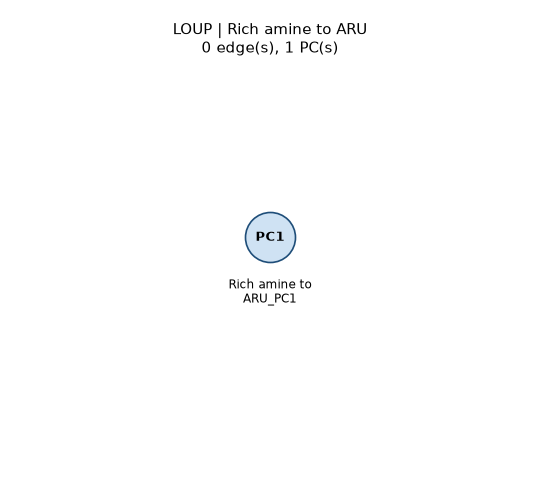 LOUP | Rich amine to ARU
0 edge(s), 1 PC(s)
PC1
Rich amine to
ARU_PC1